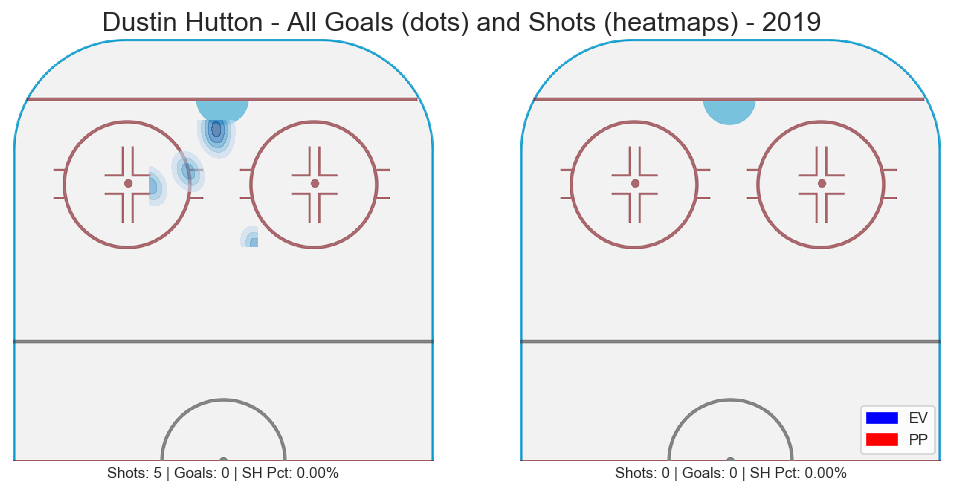 Dustin Hutton - All Goals (dots) and Shots (heatmaps) - 2019
EV
PP
Shots: 5 | Goals: 0 | SH Pct: 0.00%
Shots: 0 | Goals: 0 | SH Pct: 0.00%